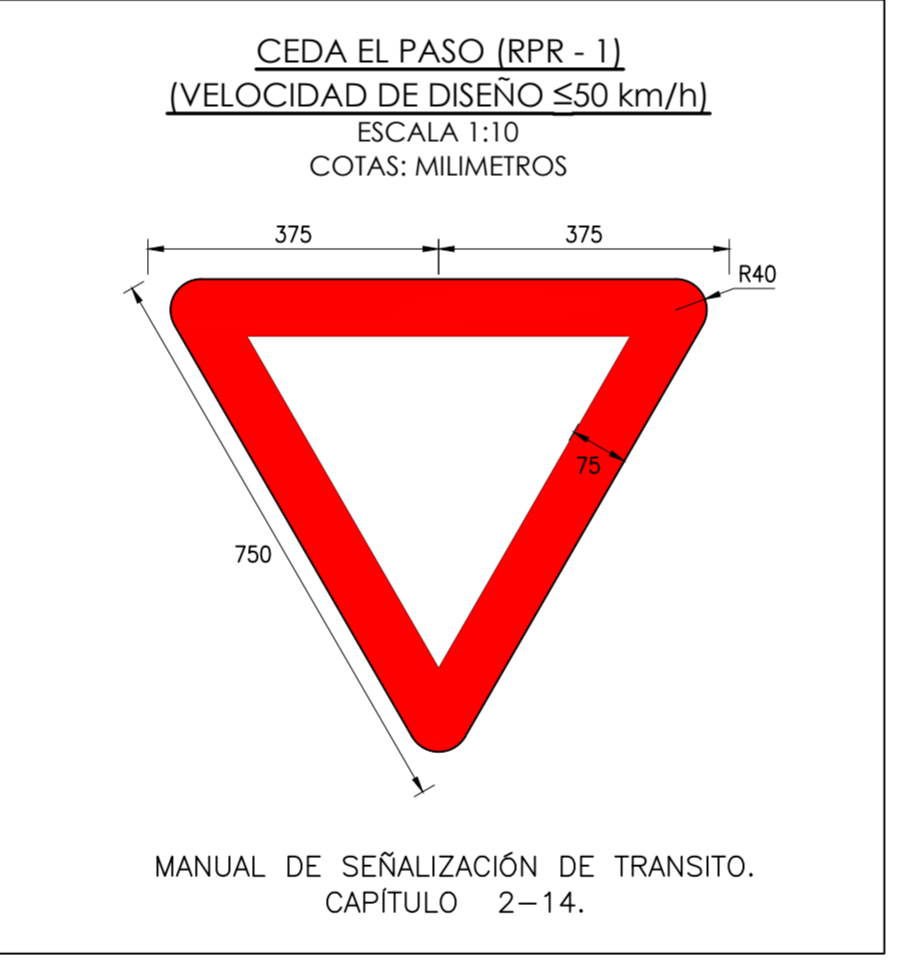 CEDA EL PASO (RPR - 1)
(VELOCIDAD DE DISEÑO ≤50 km/h)
ESCALA 1:10
COTAS: MILIMETROS
375
375
R40
75
750
MANUAL DE SEÑALIZACIÓN DE TRANSITO.
CAPÍTULO 2-14.